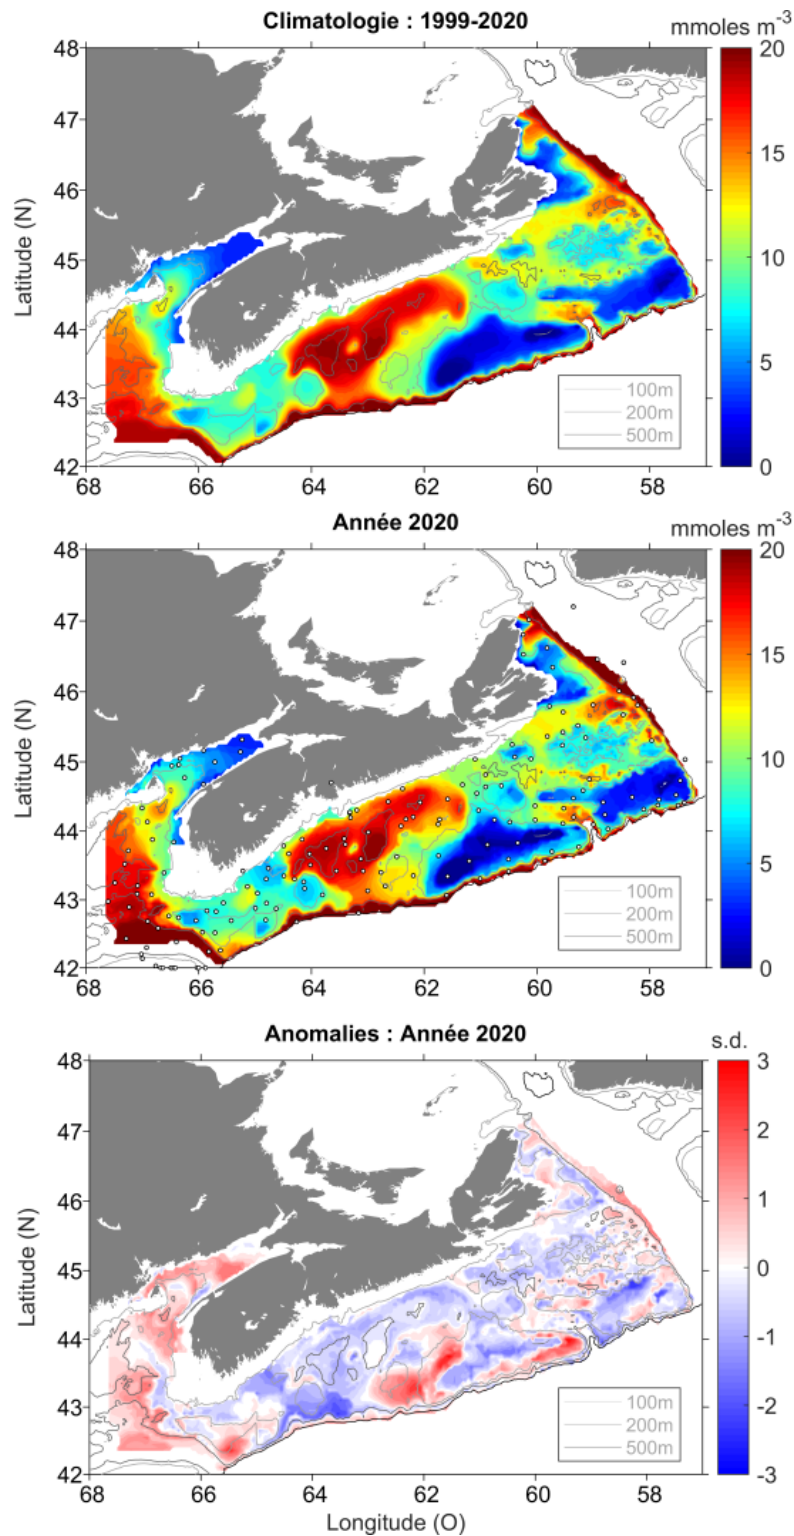 Climatologie : 1999-2020
mmoles m-3
48
47
46
45
44
43
42
Latitude (N)
68
66
64
62
60
58
100m
200m
500m
20
15
10
5
0
Année 2020
mmoles m-3
48
47
46
45
44
43
42
Latitude (N)
68
66
64
62
60
58
100m
200m
500m
20
15
10
5
0
Anomalies : Année 2020
s.d.
48
47
46
45
44
43
42
Latitude (N)
68
66
64
62
60
58
Longitude (O)
100m
200m
500m
3
2
1
0
-1
-2
-3